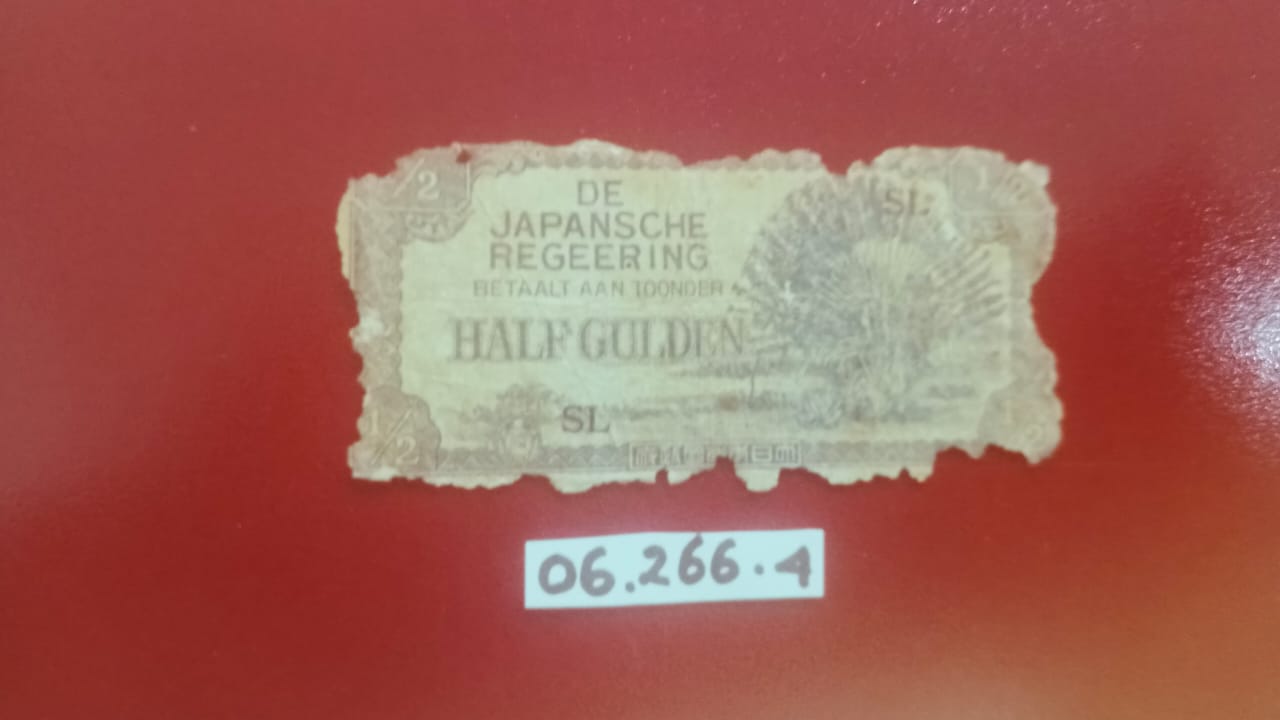 1/2
SL
DE
JAPANSCHE
REGEERING
BETAALT AAN TOONDER
HALF GULDEN
SL
1/2
06.266.4